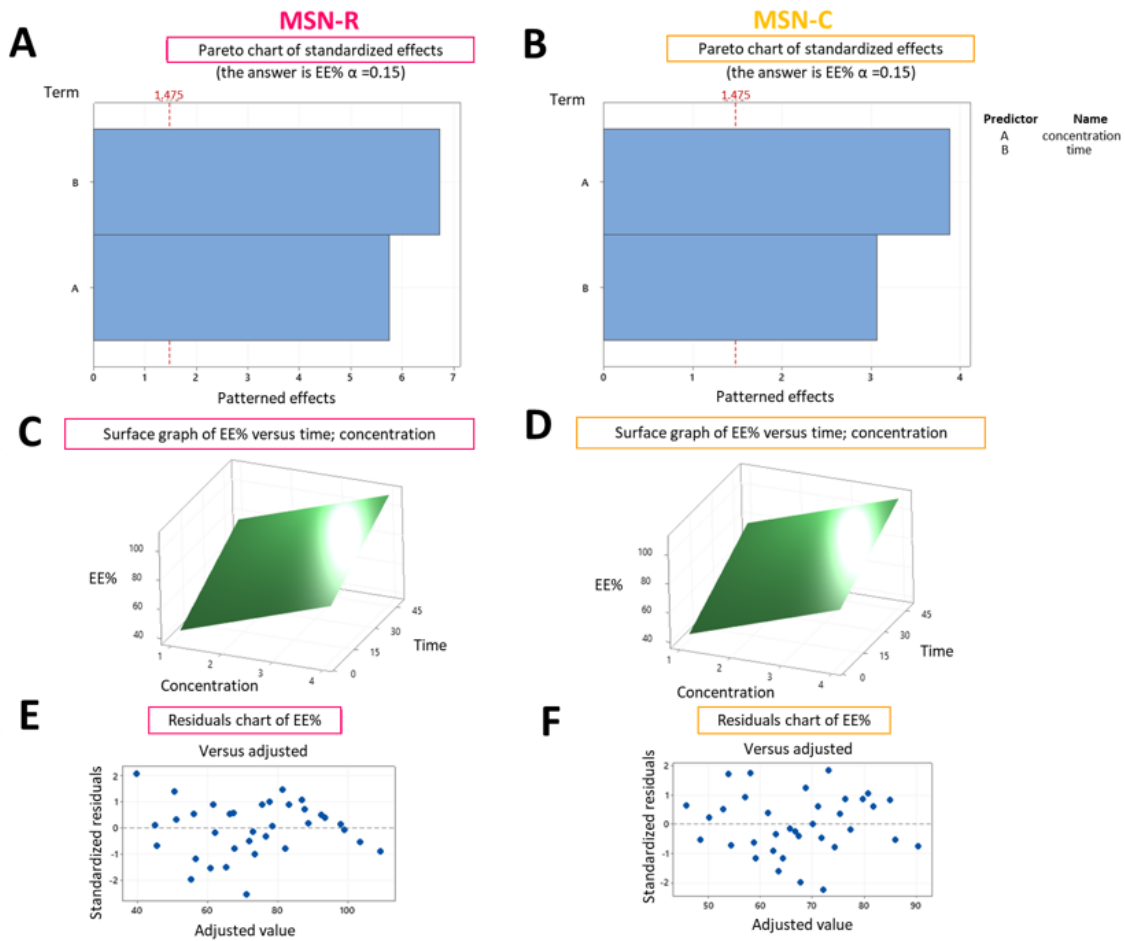 MSN-R
A
Pareto chart of standardized effects
(the answer is EE% α =0.15)
Term
1,475
B
A
0 1 2 3 4 5 6 7
Patterned effects
MSN-C
B
Pareto chart of standardized effects
(the answer is EE% α =0.15)
Term
1,475
A
B
0 1 2 3 4
Patterned effects
Predictor Name
A concentration
B time
C
Surface graph of EE% versus time; concentration
EE%
100
80
60
40
1 2 3 4
Concentration
0 15 30 45
Time
D
Surface graph of EE% versus time; concentration
EE%
100
80
60
40
1 2 3 4
Concentration
0 15 30 45
Time
E
Residuals chart of EE%
Versus adjusted
Standardized residuals
2
1
0
-1
-2
40 60 80 100
Adjusted value
F
Residuals chart of EE%
Versus adjusted
Standardized residuals
2
1
0
-1
-2
50 60 70 80 90
Adjusted value